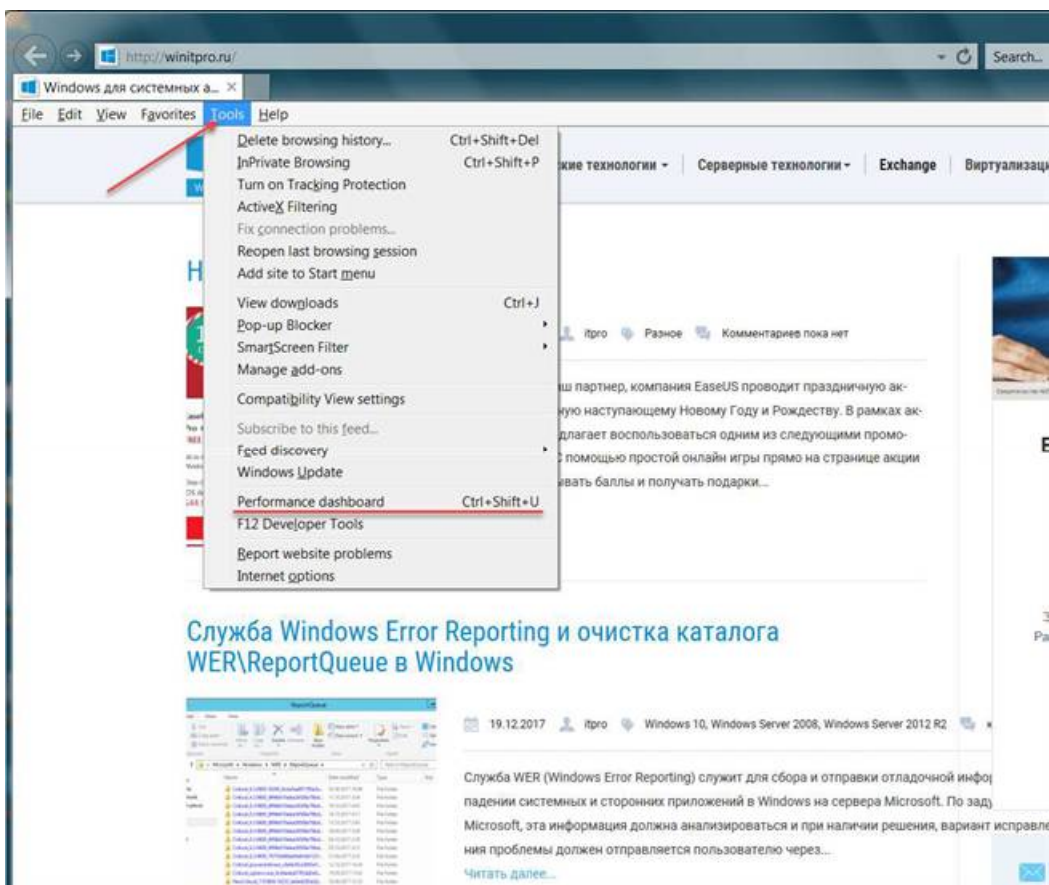 http://winitpro.ru/
Search...
Windows для системных а...
File Edit View Favorites Tools Help
Delete browsing history... Ctrl+Shift+Del
InPrivate Browsing Ctrl+Shift+P
Turn on Tracking Protection
ActiveX Filtering
Fix connection problems...
Reopen last browsing session
Add site to Start menu
View downloads Ctrl+J
Pop-up Blocker
SmartScreen Filter
Manage add-ons
Compatibility View settings
Subscribe to this feed...
Feed discovery
Windows Update
Performance dashboard Ctrl+Shift+U
F12 Developer Tools
Report website problems
Internet options
ские технологии Серверные технологии Exchange Виртуализаци
Н
itpro Разное Комментариев пока нет
ш партнер, компания EaseUS проводит праздничную ак-
ную наступающему Новому Году и Рождеству. В рамках ак-
длагает воспользоваться одним из следующими промо-
С помощью простой онлайн игры прямо на странице акции
ывать баллы и получать подарки...
Служба Windows Error Reporting и очистка каталога
WER\ReportQueue в Windows
ReportQueue
19.12.2017 itpro Windows 10, Windows Server 2008, Windows Server 2012 R2
Служба WER (Windows Error Reporting) служит для сбора и отправки отладочной инфор
падении системных и сторонних приложений в Windows на сервера Microsoft. По заду
Microsoft, эта информация должна анализироваться и при наличии решения, вариант исправле
ния проблемы должен отправляется пользователю через...
Читать далее...